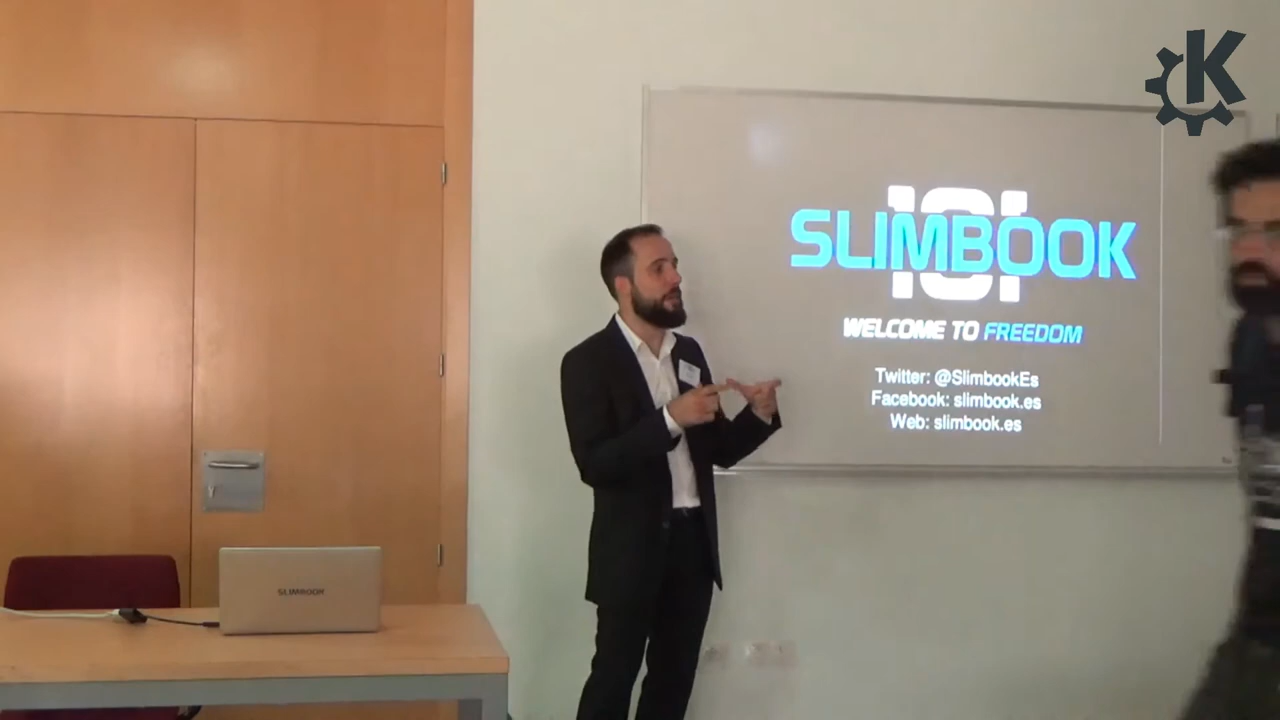 K
SLIMBOOK
WELCOME TO FREEDOM
Twitter: @SlimbookEs
Facebook: slimbook.es
Web: slimbook.es
SLIMBOOK